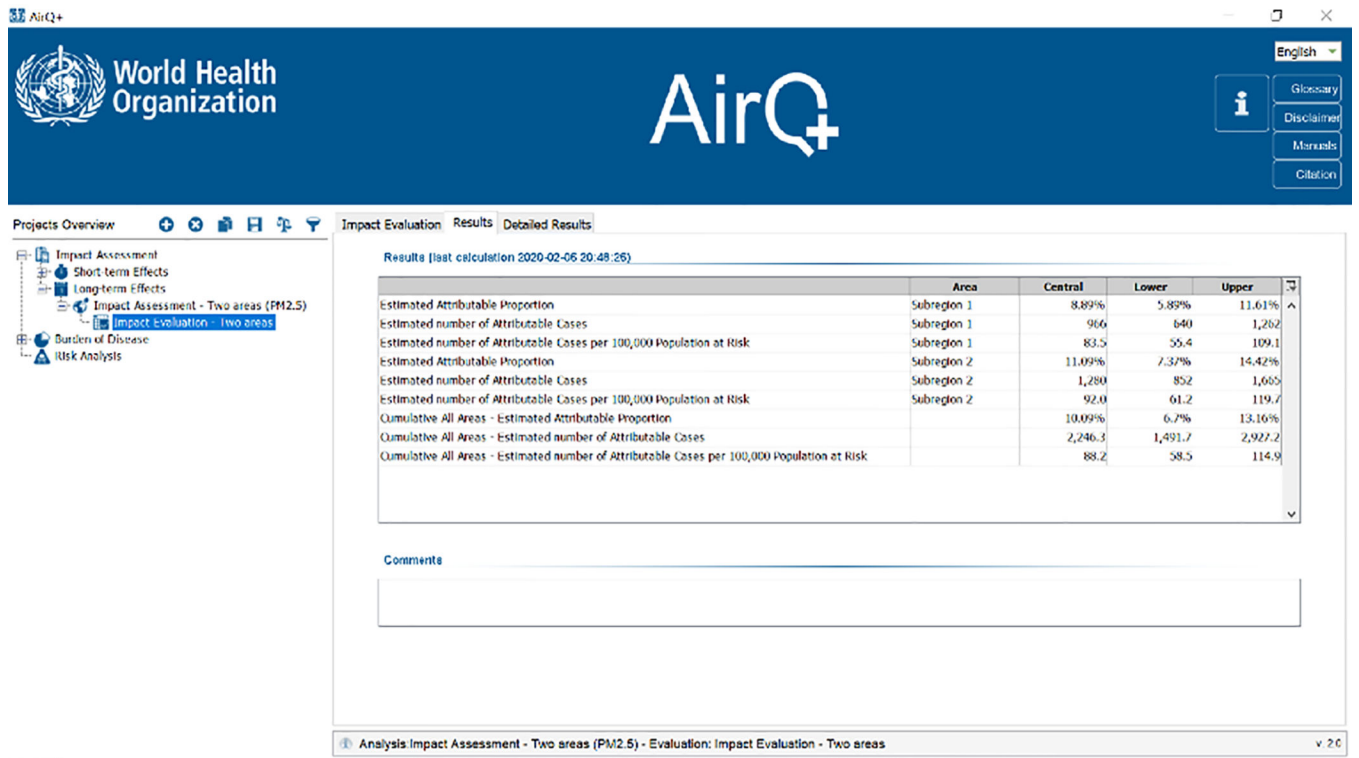 AirQ+
World Health
Organization
AirQ+
English
Glossary
Disclaimer
Manuals
Citation
Projects Overview
Impact Assessment
Short-term Effects
Long-term Effects
Impact Assessment - Two areas (PM2.5)
Impact Evaluation - Two areas
Burden of Disease
Risk Analysis
Impact Evaluation Results Detailed Results
Results (last calculation 2020-02-06 20:48:26)
Area Central Lower Upper
Estimated Attributable Proportion Subregion 1 8.89% 5.89% 11.61%
Estimated number of Attributable Cases Subregion 1 966 640 1,262
Estimated number of Attributable Cases per 100,000 Population at Risk Subregion 1 83.5 55.4 109.1
Estimated Attributable Proportion Subregion 2 11.09% 7.37% 14.42%
Estimated number of Attributable Cases Subregion 2 1,280 852 1,665
Estimated number of Attributable Cases per 100,000 Population at Risk Subregion 2 92.0 61.2 119.7
Cumulative All Areas - Estimated Attributable Proportion 10.09% 6.7% 13.16%
Cumulative All Areas - Estimated number of Attributable Cases 2,246.3 1,491.7 2,927.2
Cumulative All Areas - Estimated number of Attributable Cases per 100,000 Population at Risk 88.2 58.5 114.9
Comments
Analysis:Impact Assessment - Two areas (PM2.5) - Evaluation: Impact Evaluation - Two areas
v. 2.0